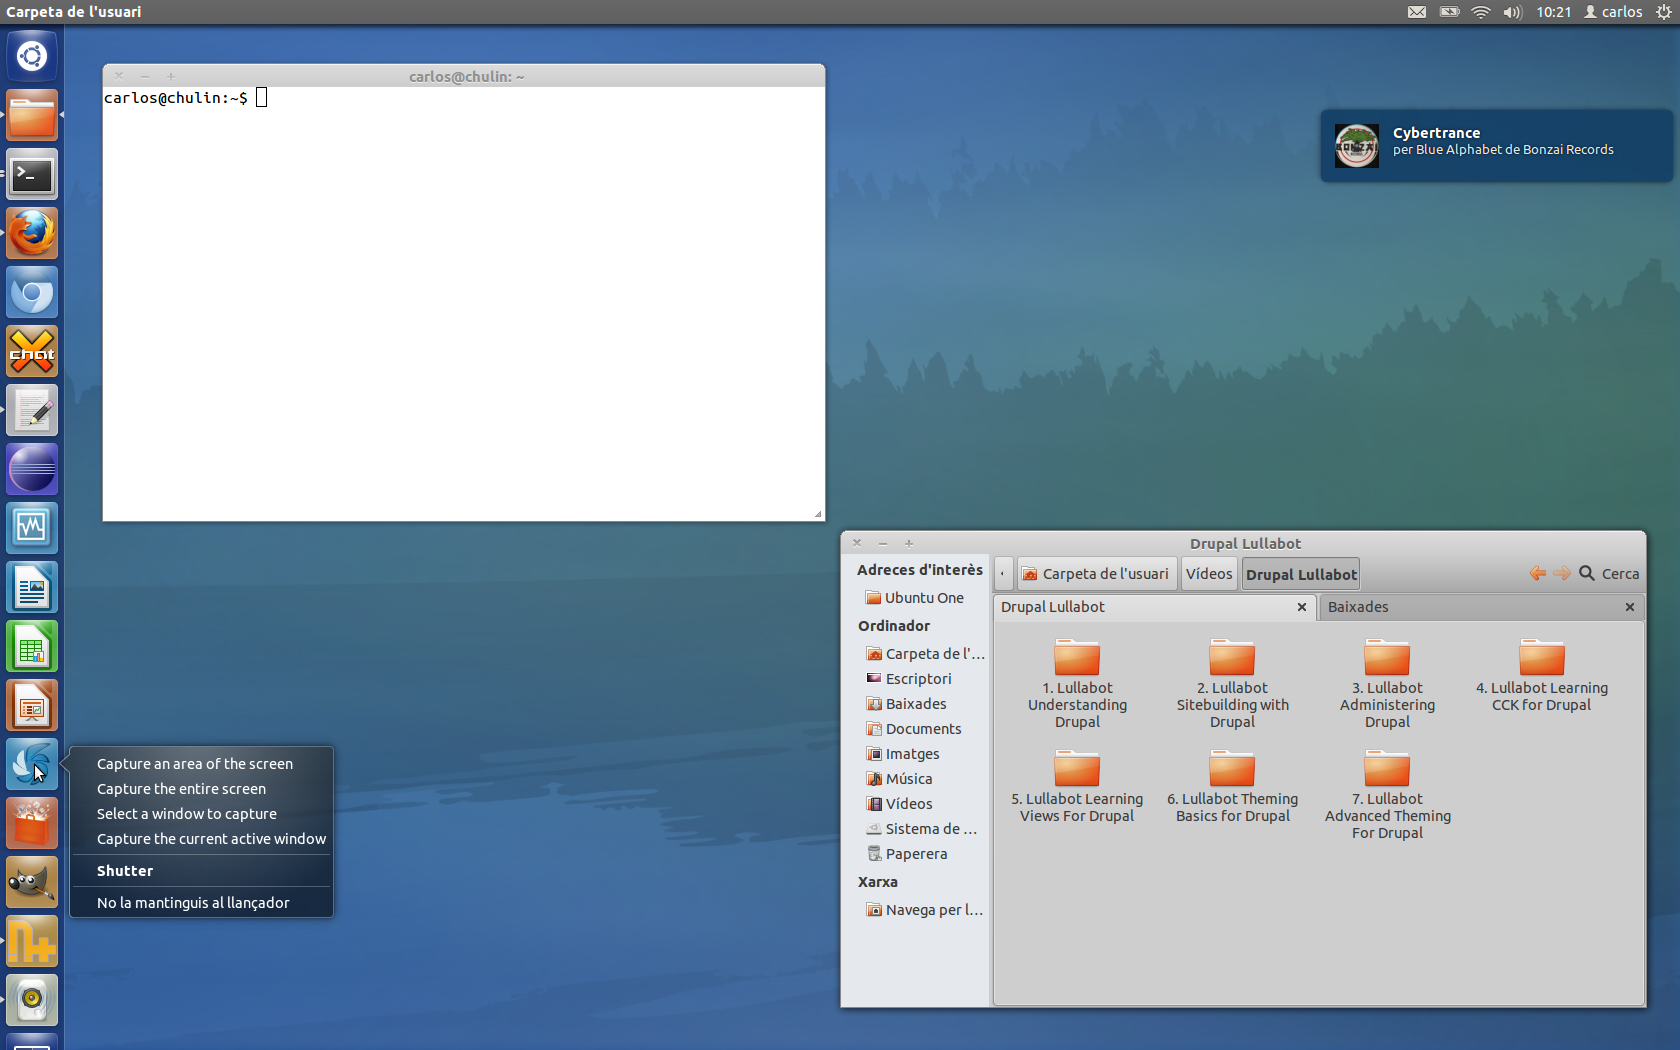 Carpeta de l'usuari
10:21 carlos
carlos@chulin: ~
carlos@chulin:~$
Cybertrance
per Blue Alphabet de Bonzai Records
BONZAI
chat
Capture an area of the screen
Capture the entire screen
Select a window to capture
Capture the current active window
Shutter
No la mantinguis al llançador
Drupal Lullabot
Adreces d'interès
Ubuntu One
Ordinador
Carpeta de l'...
Escriptori
Baixades
Documents
Imatges
Música
Vídeos
Sistema de ...
Paperera
Xarxa
Navega per l...
Carpeta de l'usuari Vídeos Drupal Lullabot Cerca
Drupal Lullabot Baixades
1. Lullabot
Understanding
Drupal
2. Lullabot
Sitebuilding with
Drupal
3. Lullabot
Administering
Drupal
4. Lullabot Learning
CCK for Drupal
5. Lullabot Learning
Views For Drupal
6. Lullabot Theming
Basics for Drupal
7. Lullabot
Advanced Theming
For Drupal